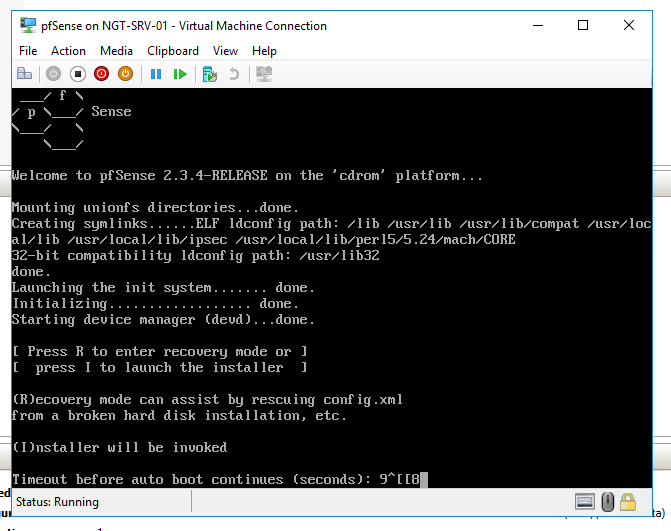 pfSense on NGT-SRV-01 - Virtual Machine Connection
File Action Media Clipboard View Help
___/ f \
/ p \___/ Sense
\___/ \
\___/
Welcome to pfSense 2.3.4-RELEASE on the 'cdrom' platform...
Mounting unionfs directories...done.
Creating symlinks......ELF ldconfig path: /lib /usr/lib /usr/lib/compat /usr/loc
al/lib /usr/local/lib/ipsec /usr/local/lib/perl5/5.24/mach/CORE
32-bit compatibility ldconfig path: /usr/lib32
done.
Launching the init system....... done.
Initializing.................. done.
Starting device manager (devd)...done.
[ Press R to enter recovery mode or ]
[  press I to launch the installer  ]
(R)ecovery mode can assist by rescuing config.xml
from a broken hard disk installation, etc.
(I)nstaller will be invoked
Timeout before auto boot continues (seconds): 9^[[8
Status: Running